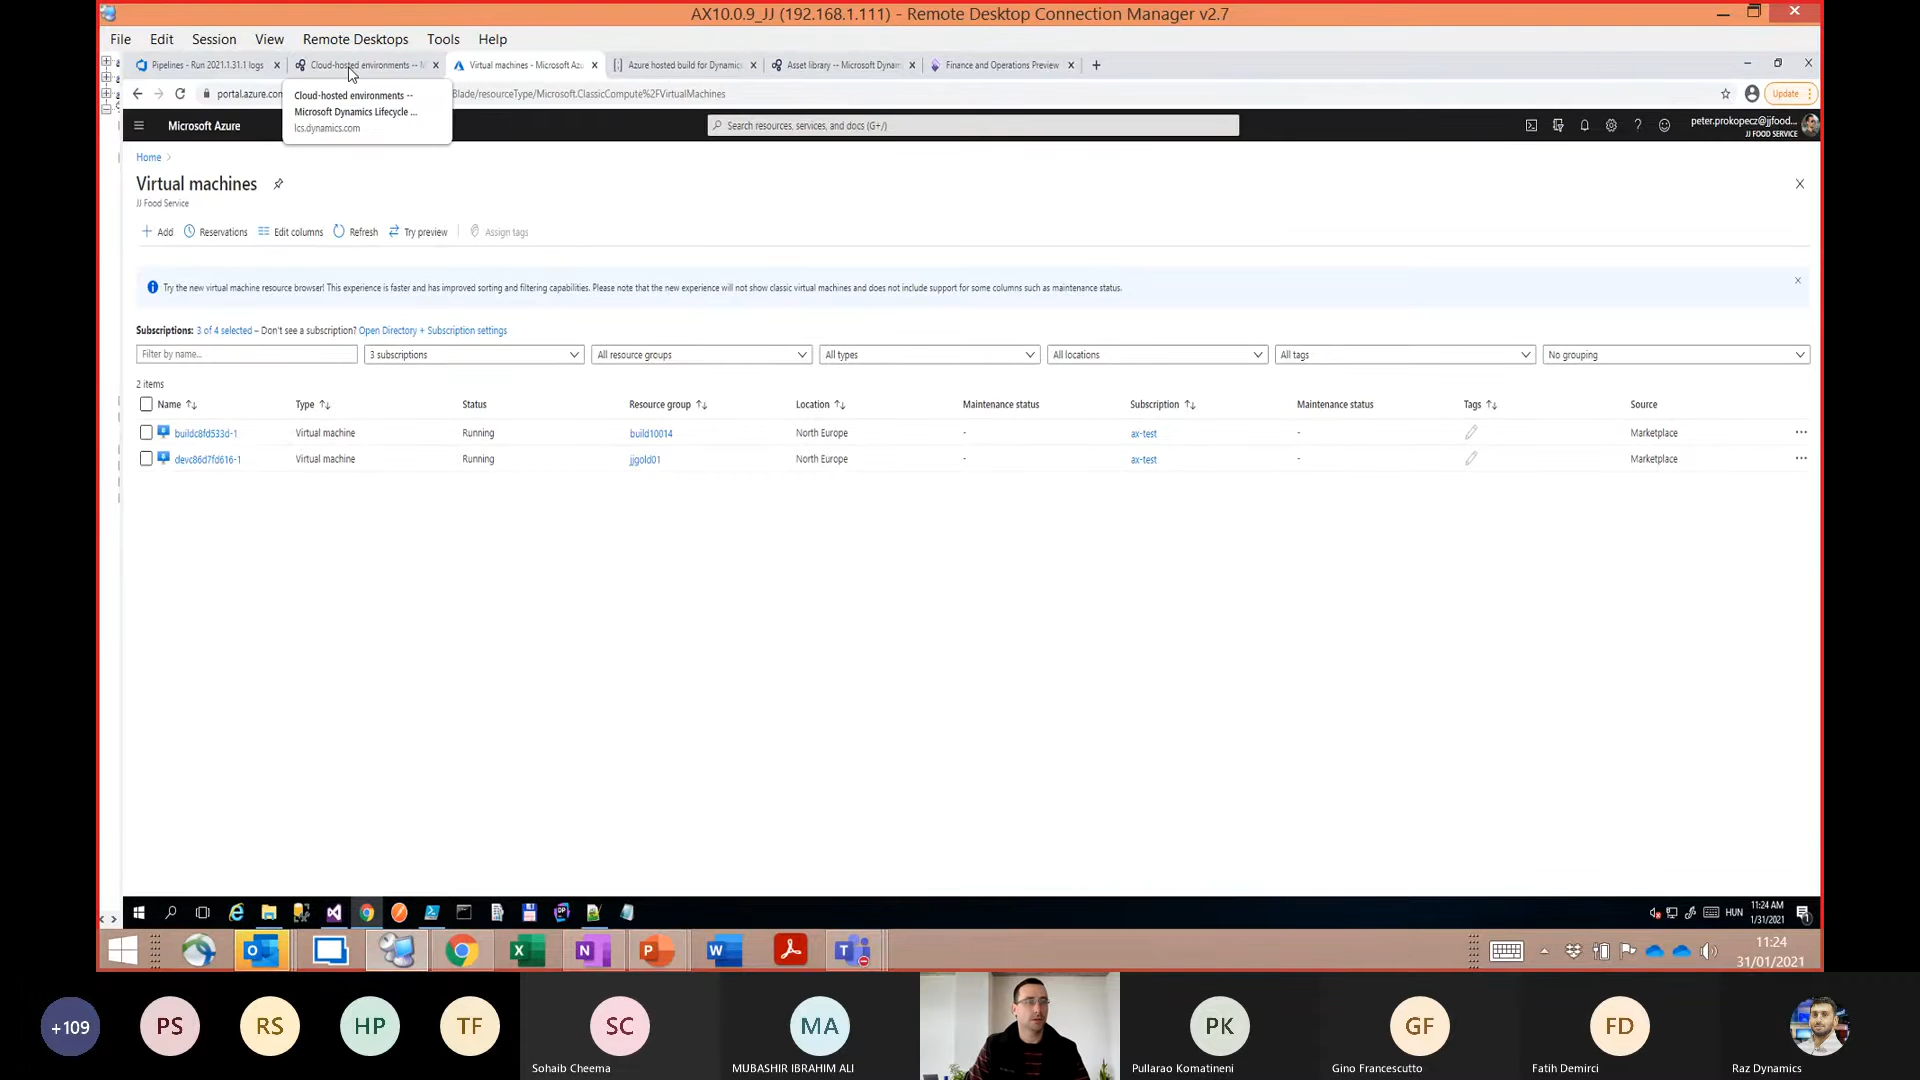 AX10.0.9_JJ (192.168.1.111) - Remote Desktop Connection Manager v2.7
File Edit Session View Remote Desktops Tools Help
Pipelines - Run 2021.1.31.1 logs
Cloud-hosted environments -- M
Virtual machines - Microsoft Azu
Azure hosted build for Dynamics
Asset library -- Microsoft Dynam
Finance and Operations Preview
portal.azure.com
Blade/resourceType/Microsoft.ClassicCompute%2FVirtualMachines
Update
Cloud-hosted environments --
Microsoft Dynamics Lifecycle ...
lcs.dynamics.com
Microsoft Azure
Search resources, services, and docs (G+/)
peter.prokopecz@jjfood...
JJ FOOD SERVICE
Home >
Virtual machines
JJ Food Service
Add Reservations Edit columns Refresh Try preview Assign tags
Try the new virtual machine resource browser! This experience is faster and has improved sorting and filtering capabilities. Please note that the new experience will not show classic virtual machines and does not include support for some columns such as maintenance status.
Subscriptions: 3 of 4 selected – Don't see a subscription? Open Directory + Subscription settings
Filter by name... 3 subscriptions All resource groups All types All locations All tags No grouping
2 items
Name Type Status Resource group Location Maintenance status Subscription Maintenance status Tags Source
buildc8fd533d-1 Virtual machine Running build10014 North Europe - ax-test - Marketplace
devc86d7fd616-1 Virtual machine Running jjgold01 North Europe - ax-test - Marketplace
HUN
11:24 AM
1/31/2021
11:24
31/01/2021
+109
PS
RS
HP
TF
SC
Sohaib Cheema
MA
MUBASHIR IBRAHIM ALI
PK
Pullarao Komatineni
GF
Gino Francescutto
FD
Fatih Demirci
Raz Dynamics